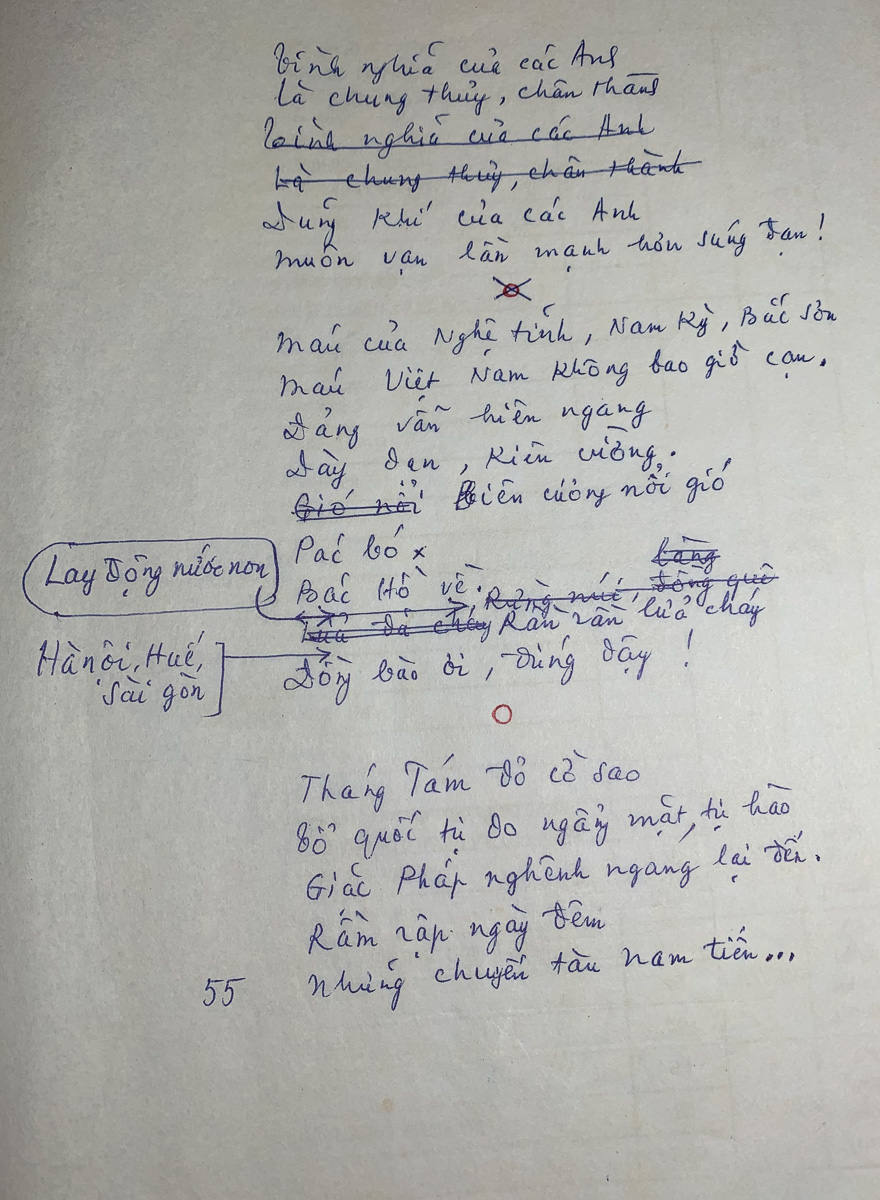 Tình nghĩa của các Anh
là chung thủy, chân thành
Tình nghĩa của các Anh
Là chung thủy, chân thành
Dũng khí của các Anh
muôn vạn lần mạnh hơn súng đạn!
Máu của Nghệ tĩnh, Nam Kỳ, Bắc Sơn
Máu Việt Nam không bao giờ cạn.
Đảng vẫn hiên ngang
Dày dạn, kiên cường.
Gió nổi Biên cương nổi gió
Pác bó x
Lay động nước non
Bác Hồ về. , Rừng núi, đồng quê
làng
Lửa đã cháy Rần rần lửa cháy
Hà nội, Huế,
Sài gòn
Đồng bào ơi, đứng dậy !
Tháng Tám đỏ cờ sao
Tổ quốc tự do ngẩng mặt, tự hào
Giặc Pháp nghênh ngang lại đến.
Rầm rập ngày đêm
Những chuyến tàu nam tiến...
55